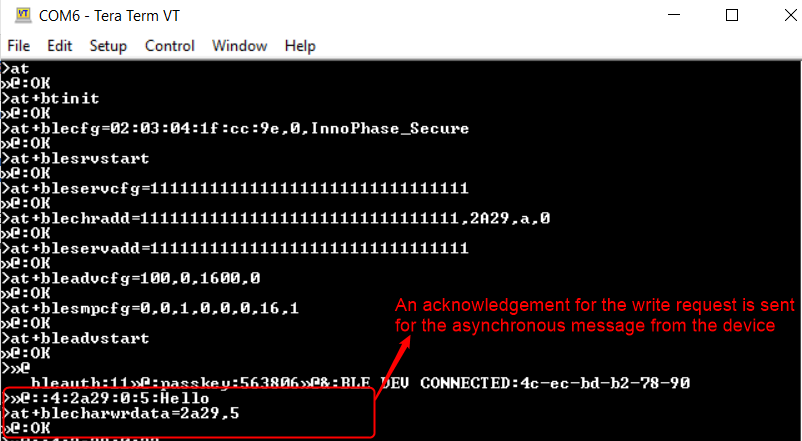 COM6 - Tera Term VT
File Edit Setup Control Window Help
>at
»@:OK
>at+btinit
»@:OK
>at+blecfg=02:03:04:1f:cc:9e,0,InnoPhase_Secure
»@:OK
>at+blesrvstart
»@:OK
>at+bleservcfg=11111111111111111111111111111111
»@:OK
>at+blechradd=11111111111111111111111111111111,2A29,a,0
»@:OK
>at+bleservadd=11111111111111111111111111111111
»@:OK
>at+bleadvcfg=100,0,1600,0
»@:OK
>at+blesmpcfg=0,0,1,0,0,0,16,1
»@:OK
>at+bleadvstart
»@:OK
>»@
bleauth:11»@:passkey:563806»@&:BLE DEV CONNECTED:4c-ec-bd-b2-78-90
>»@::4:2a29:0:5:Hello
>at+blecharwrdata=2a29,5
»@:OK
An acknowledgement for the write request is sent
for the asynchronous message from the device